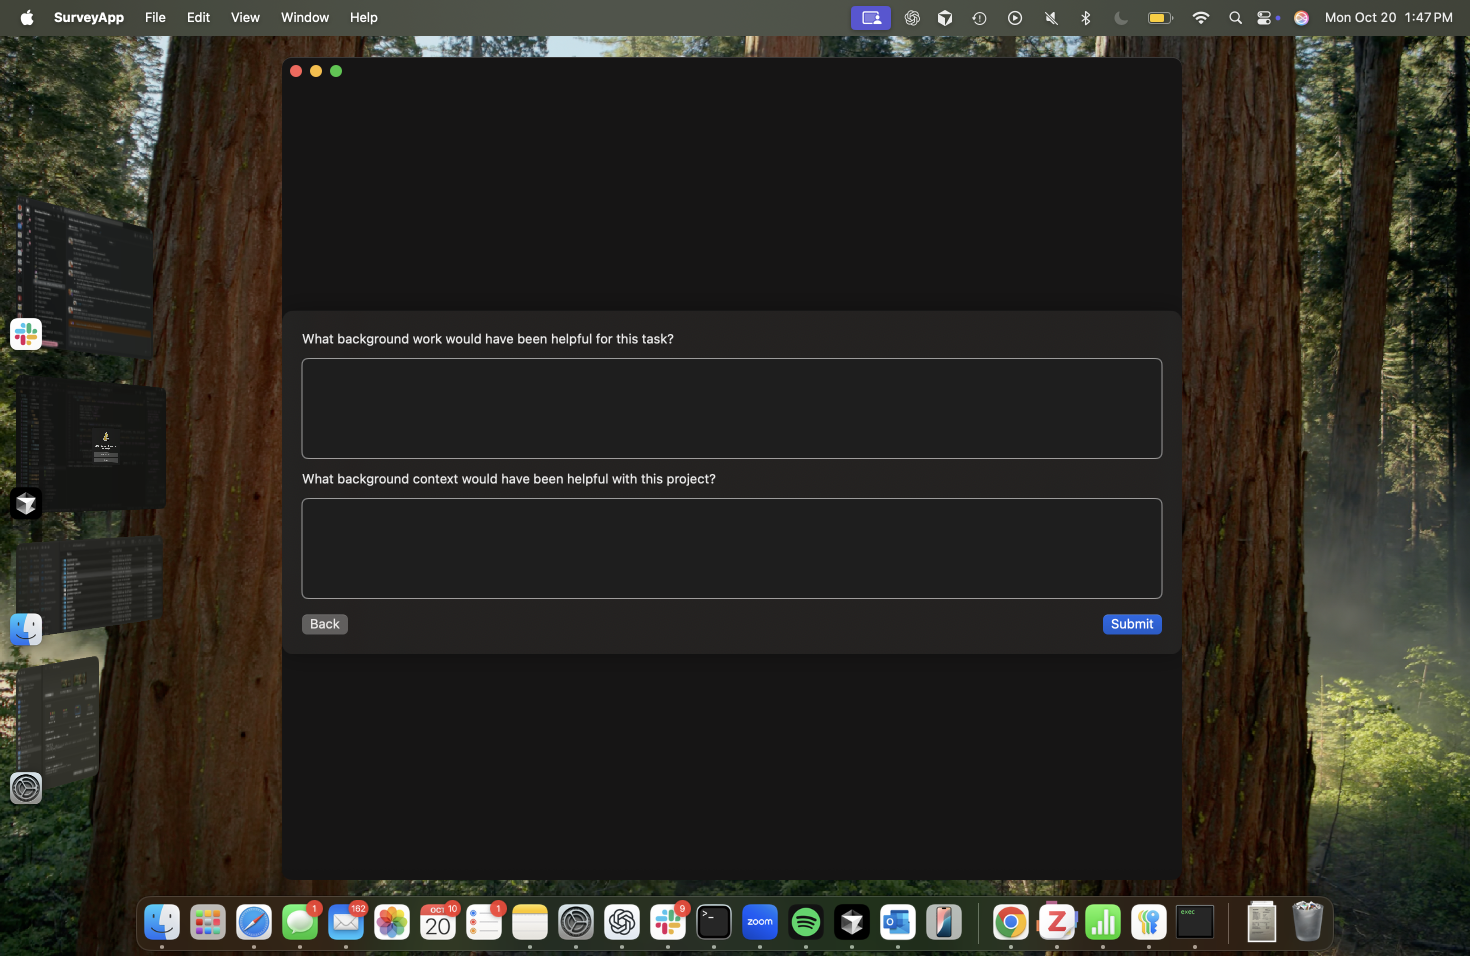 SurveyApp File Edit View Window Help Mon Oct 20 1:47 PM
What background work would have been helpful for this task?
What background context would have been helpful with this project?
Back Submit
1 162 OCT 10 1 9
20 >_ zoom Z exec